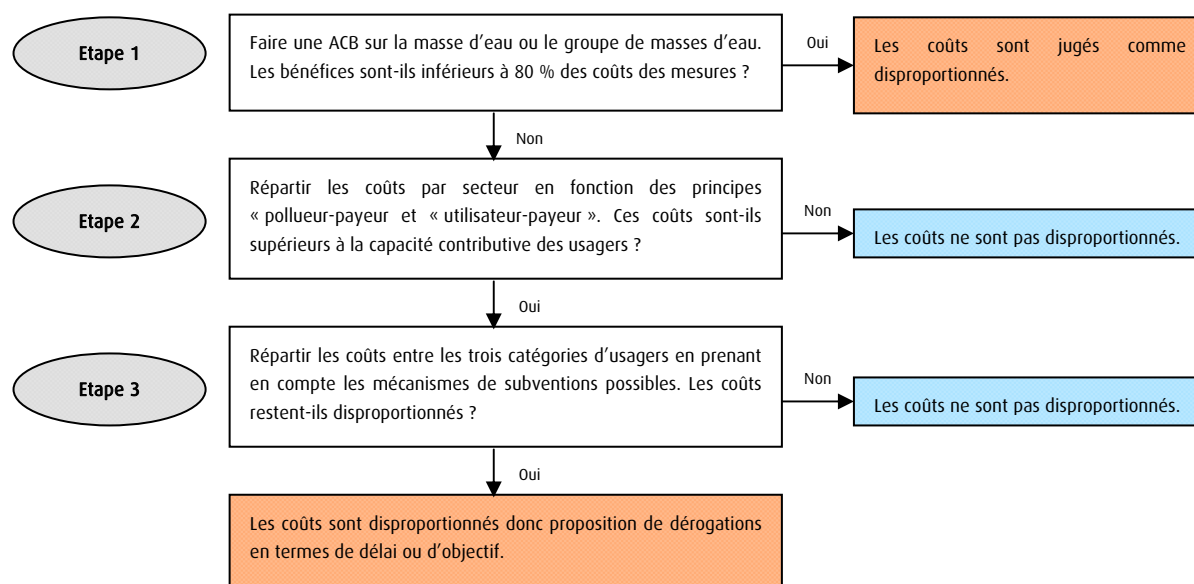 Etape 1
Faire une ACB sur la masse d'eau ou le groupe de masses d'eau.
Les bénéfices sont-ils inférieurs à 80 % des coûts des mesures ?
Oui
Les coûts sont jugés comme
disproportionnés.
Non
Etape 2
Répartir les coûts par secteur en fonction des principes
« pollueur-payeur et « utilisateur-payeur ». Ces coûts sont-ils
supérieurs à la capacité contributive des usagers ?
Non
Les coûts ne sont pas disproportionnés.
Oui
Etape 3
Répartir les coûts entre les trois catégories d'usagers en prenant
en compte les mécanismes de subventions possibles. Les coûts
restent-ils disproportionnés ?
Non
Les coûts ne sont pas disproportionnés.
Oui
Les coûts sont disproportionnés donc proposition de dérogations
en termes de délai ou d'objectif.